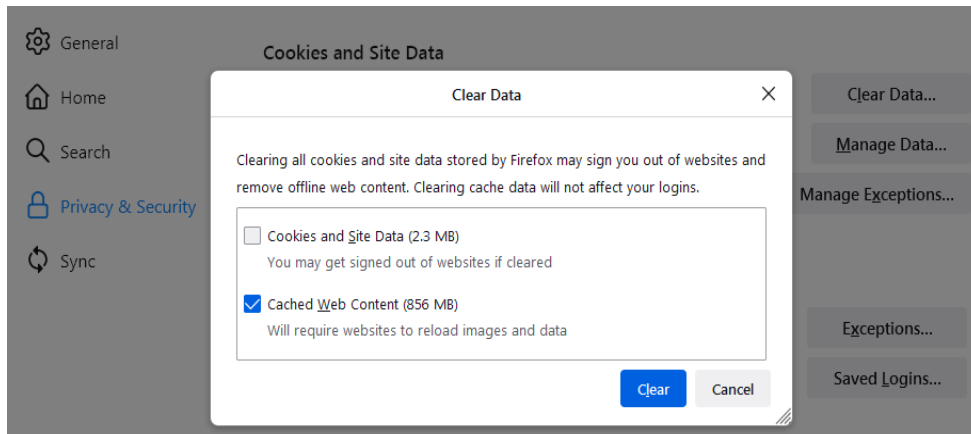 General
Cookies and Site Data
Clear Data
Home
Clear Data...
Search
Manage Data...
Clearing all cookies and site data stored by Firefox may sign you out of websites and
remove offline web content. Clearing cache data will not affect your logins.
Privacy & Security
Manage Exceptions...
Cookies and Site Data (2.3 MB)
You may get signed out of websites if cleared
Sync
Cached Web Content (856 MB)
Will require websites to reload images and data
Exceptions...
Saved Logins...
Clear
Cancel